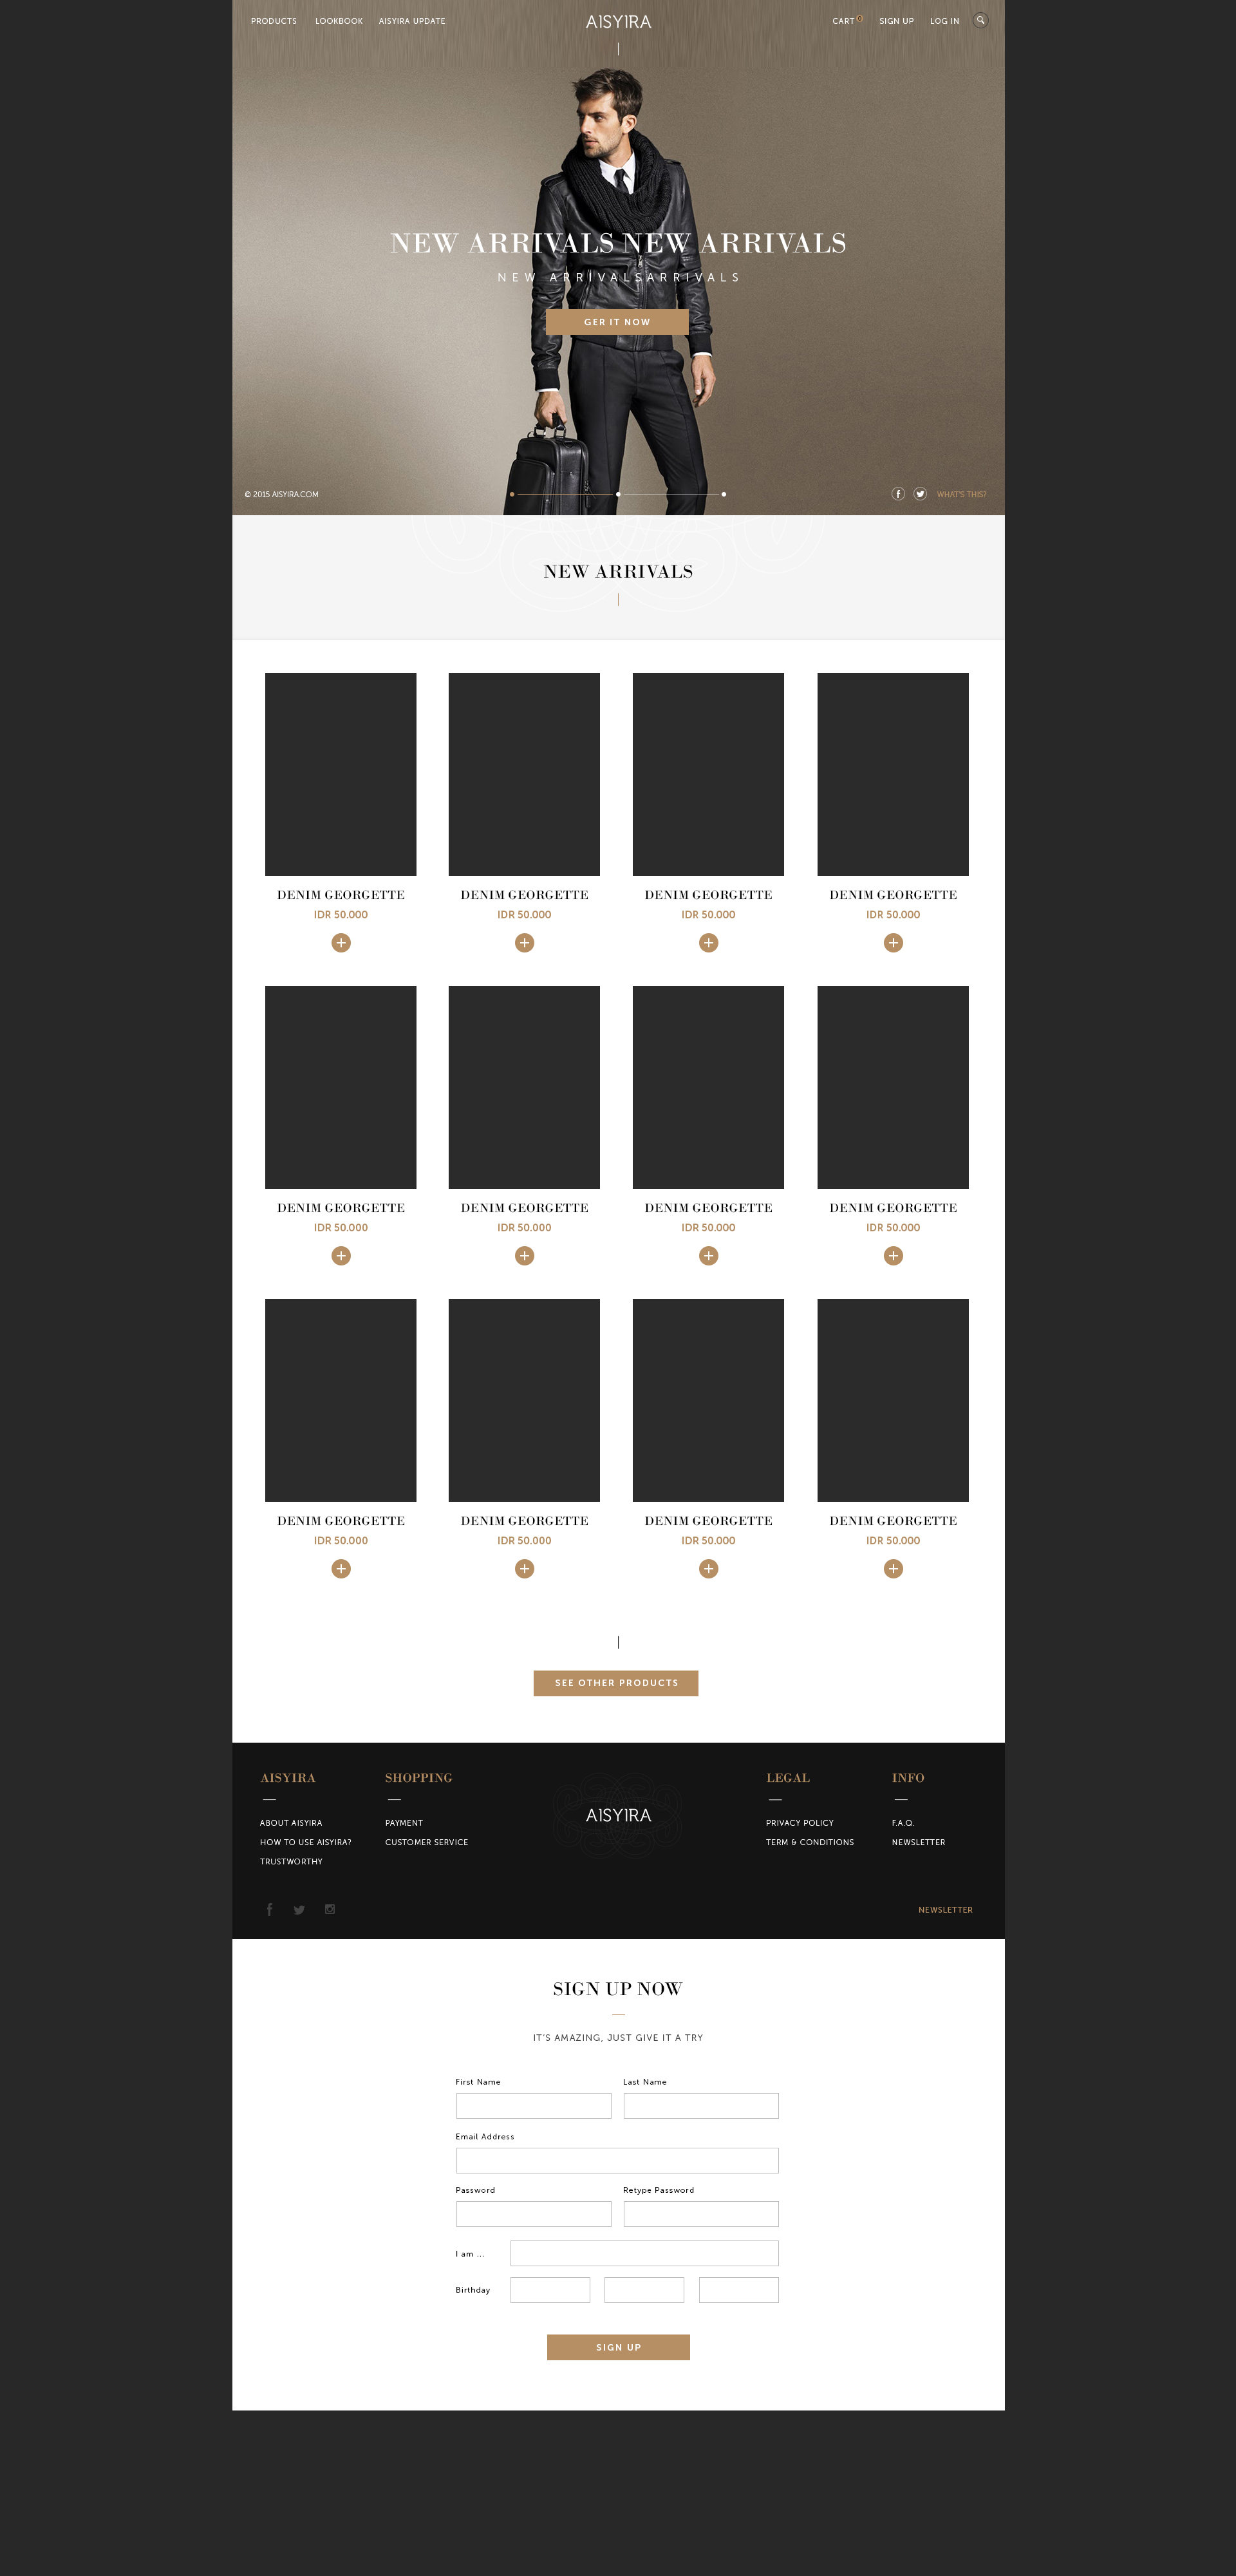 PRODUCTS LOOKBOOK AISYIRA UPDATE AISYIRA CART SIGN UP LOG IN
NEW ARRIVALS NEW ARRIVALS
NEW ARRIVALSARRIVALS
GER IT NOW
© 2015 AISYIRA.COM WHAT'S THIS?
NEW ARRIVALS
DENIM GEORGETTE DENIM GEORGETTE DENIM GEORGETTE DENIM GEORGETTE
IDR 50.000 IDR 50.000 IDR 50.000 IDR 50.000
DENIM GEORGETTE DENIM GEORGETTE DENIM GEORGETTE DENIM GEORGETTE
IDR 50.000 IDR 50.000 IDR 50.000 IDR 50.000
DENIM GEORGETTE DENIM GEORGETTE DENIM GEORGETTE DENIM GEORGETTE
IDR 50.000 IDR 50.000 IDR 50.000 IDR 50.000
SEE OTHER PRODUCTS
AISYIRA SHOPPING LEGAL INFO
AISYIRA
ABOUT AISYIRA PAYMENT PRIVACY POLICY F.A.Q.
HOW TO USE AISYIRA? CUSTOMER SERVICE TERM & CONDITIONS NEWSLETTER
TRUSTWORTHY
NEWSLETTER
SIGN UP NOW
IT'S AMAZING, JUST GIVE IT A TRY
First Name Last Name
Email Address
Password Retype Password
I am ...
Birthday
SIGN UP